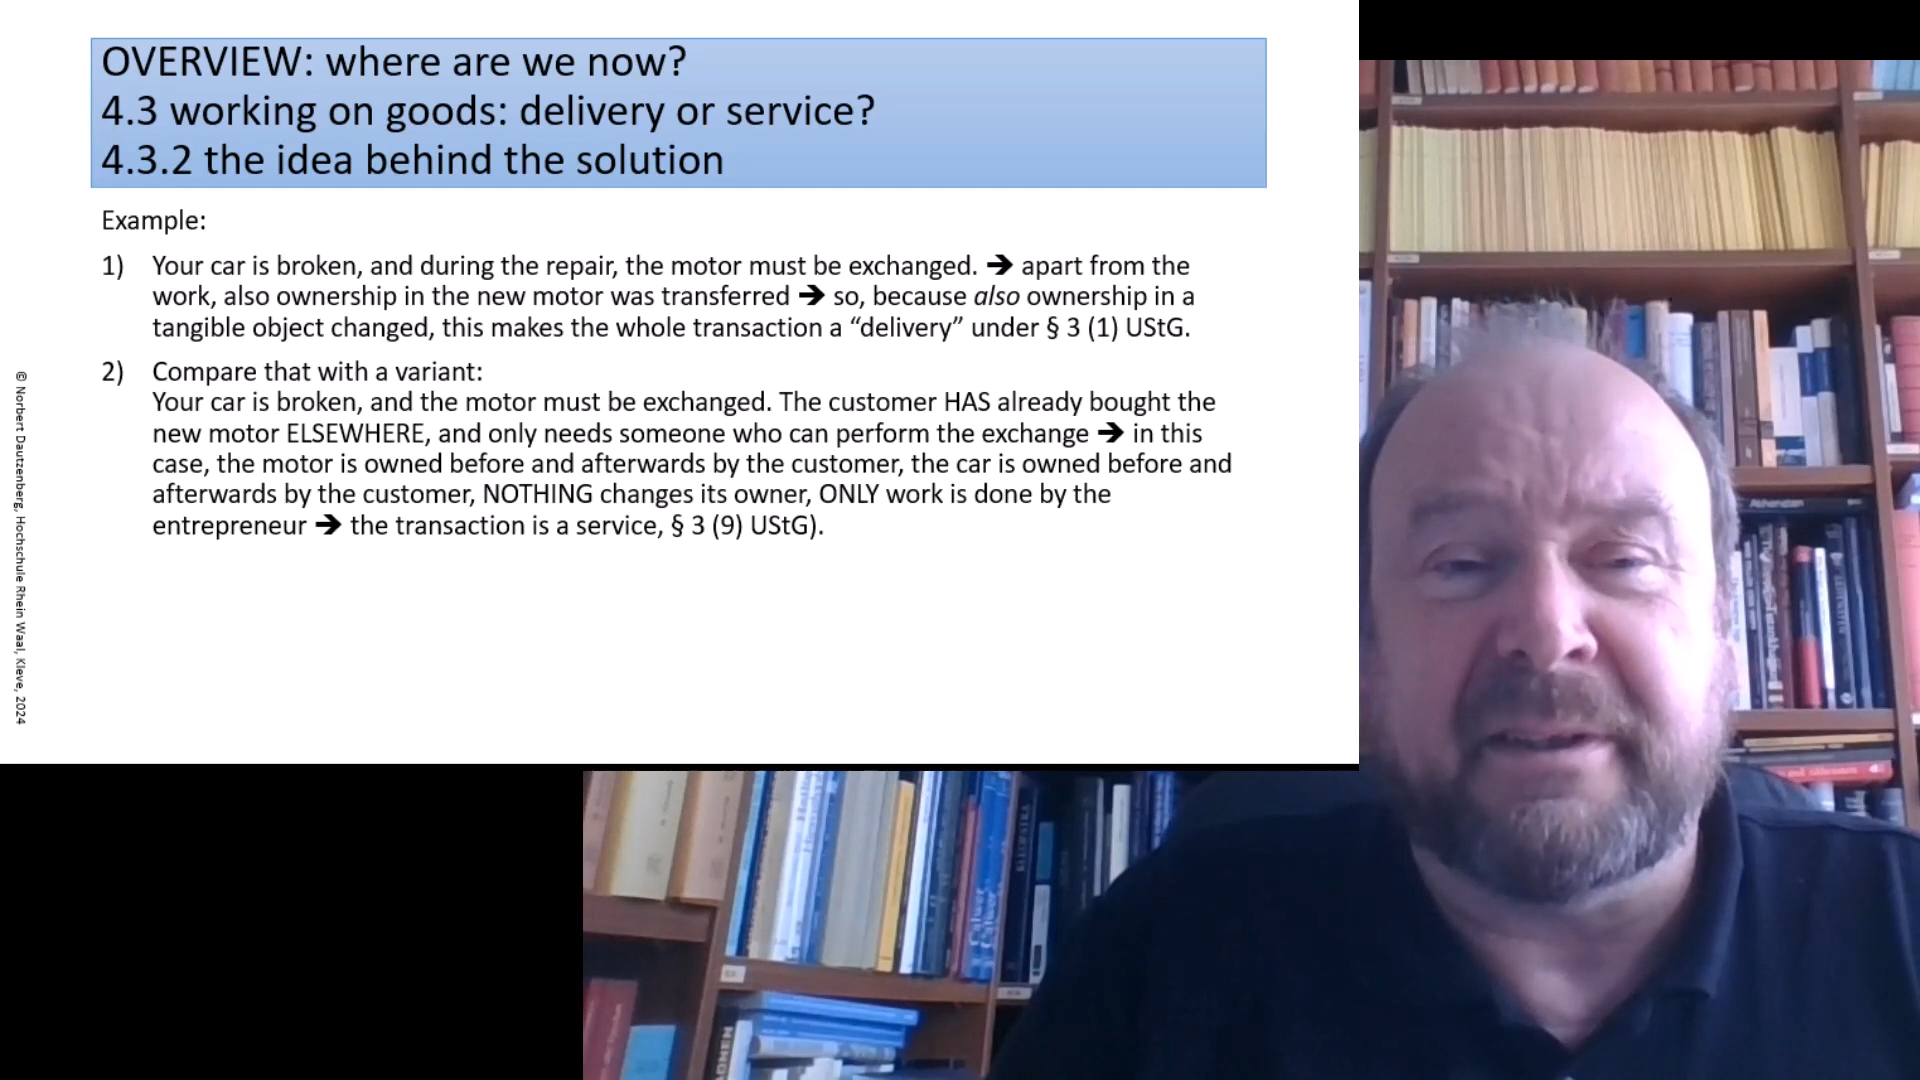 OVERVIEW: where are we now?
4.3 working on goods: delivery or service?
4.3.2 the idea behind the solution
Example:
1) Your car is broken, and during the repair, the motor must be exchanged. ➔ apart from the
work, also ownership in the new motor was transferred ➔ so, because also ownership in a
tangible object changed, this makes the whole transaction a “delivery” under § 3 (1) UStG.
2) Compare that with a variant:
Your car is broken, and the motor must be exchanged. The customer HAS already bought the
new motor ELSEWHERE, and only needs someone who can perform the exchange ➔ in this
case, the motor is owned before and afterwards by the customer, the car is owned before and
afterwards by the customer, NOTHING changes its owner, ONLY work is done by the
entrepreneur ➔ the transaction is a service, § 3 (9) UStG).
© Norbert Dautzenberg, Hochschule Rhein Waal, Kleve, 2024